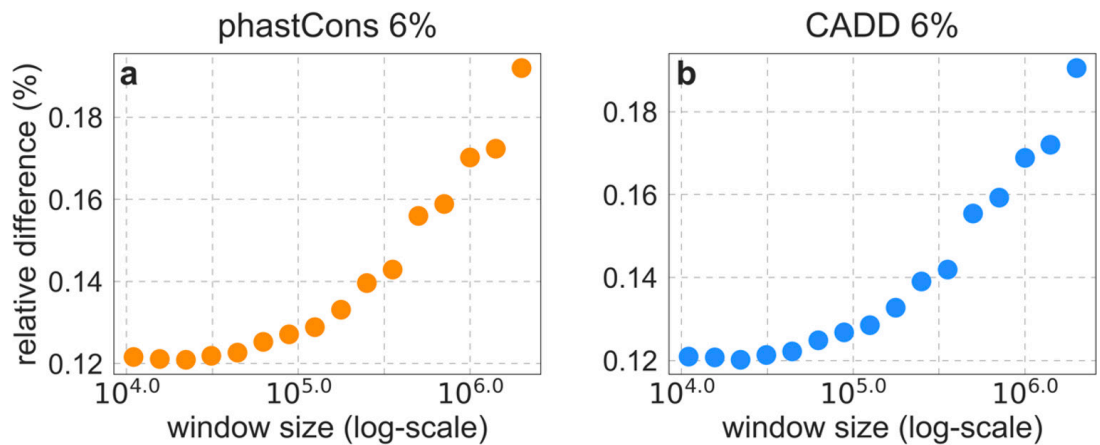 phastCons 6%
CADD 6%
a
relative difference (%)
0.18
0.16
0.14
0.12
10^4.0
10^5.0
10^6.0
window size (log-scale)
b
0.18
0.16
0.14
0.12
10^4.0
10^5.0
10^6.0
window size (log-scale)